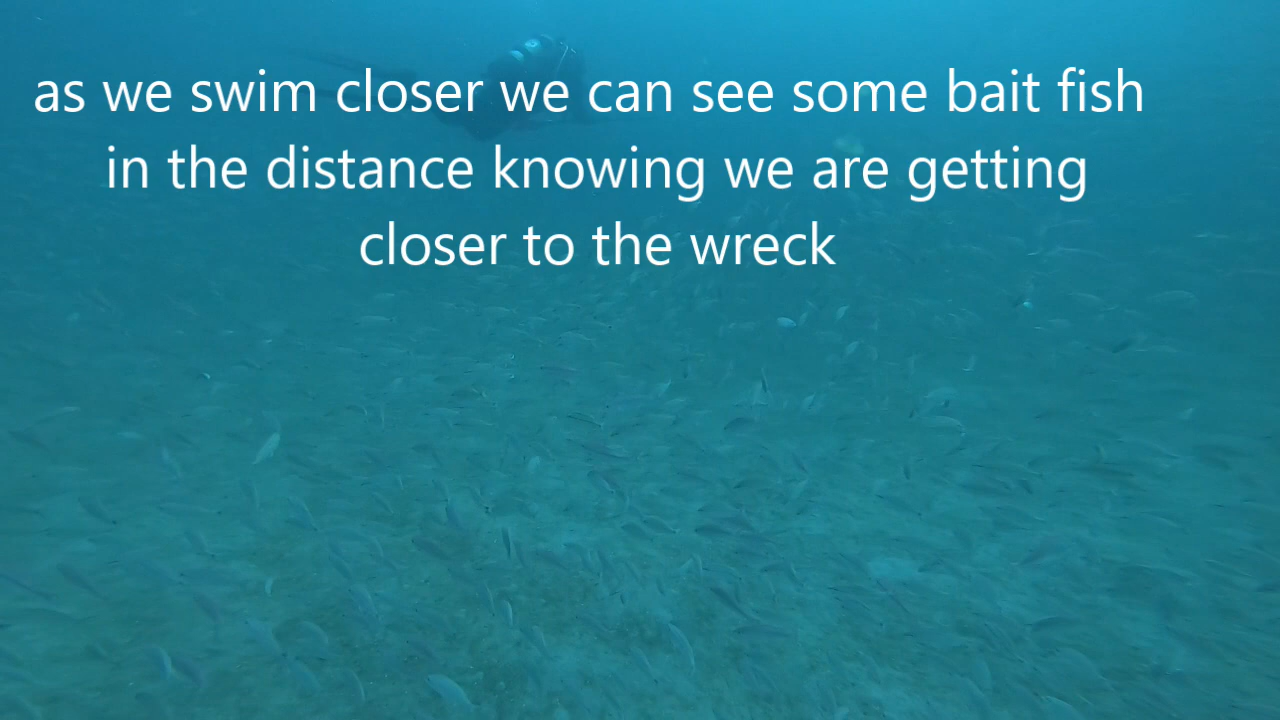 as we swim closer we can see some bait fish
in the distance knowing we are getting
closer to the wreck